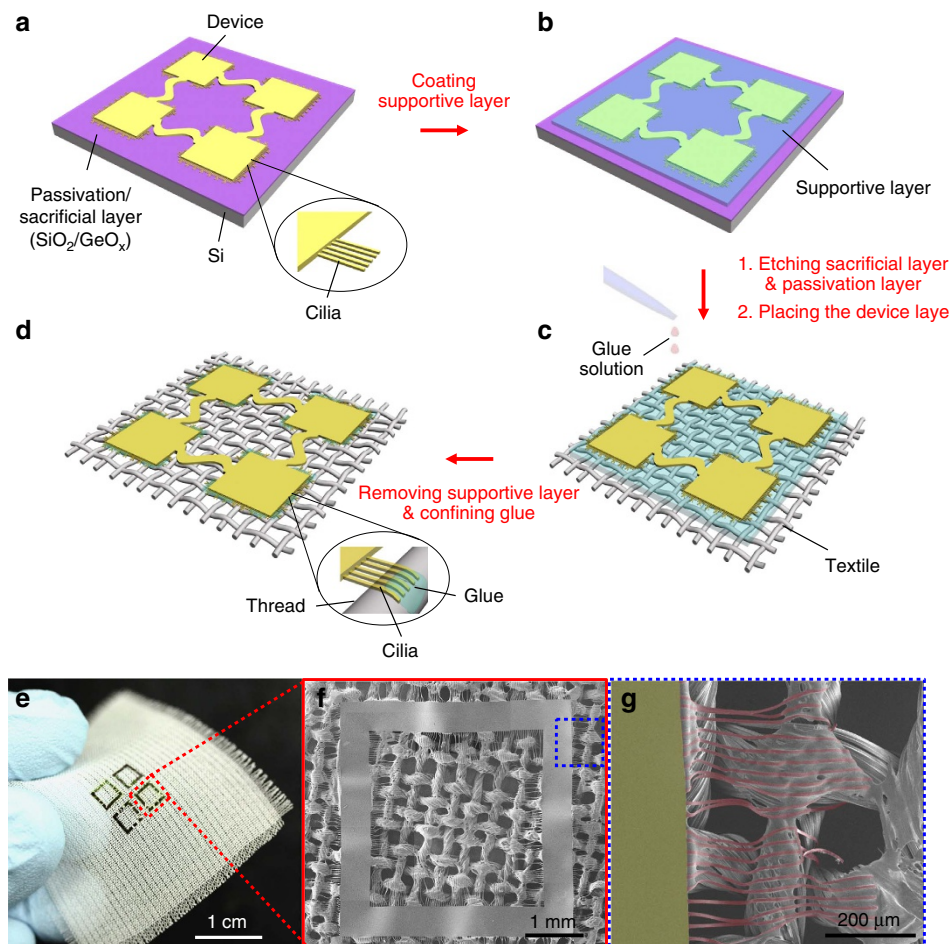 a
Device
Coating
supportive layer
b
Passivation/
sacrificial layer
(SiO₂/GeOₓ)
Si
Cilia
Supportive layer
1. Etching sacrificial layer
& passivation layer
2. Placing the device laye
d
c
Glue
solution
Removing supportive layer
& confining glue
Textile
Thread
Glue
Cilia
e
1 cm
f
1 mm
g
200 μm